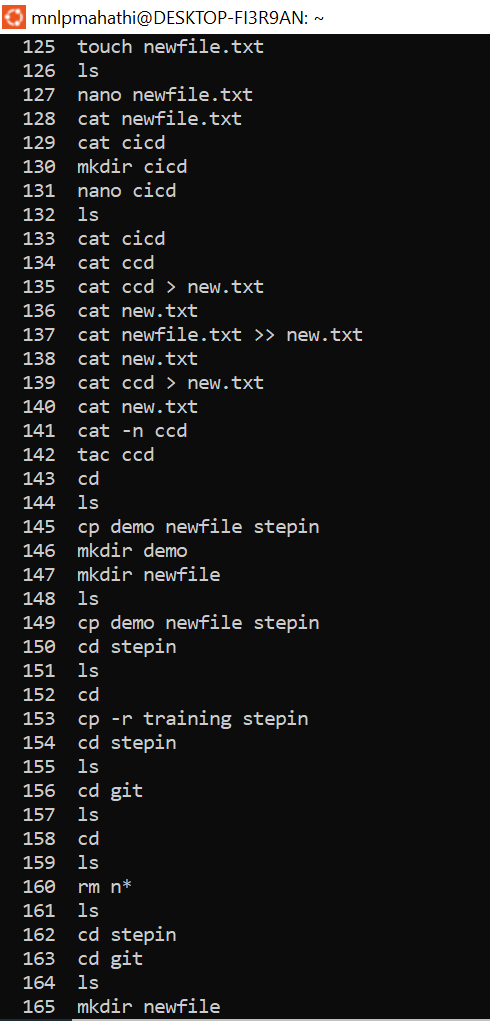 mnlpmahathi@DESKTOP-FI3R9AN: ~
125 touch newfile.txt
126 ls
127 nano newfile.txt
128 cat newfile.txt
129 cat cicd
130 mkdir cicd
131 nano cicd
132 ls
133 cat cicd
134 cat ccd
135 cat ccd > new.txt
136 cat new.txt
137 cat newfile.txt >> new.txt
138 cat new.txt
139 cat ccd > new.txt
140 cat new.txt
141 cat -n ccd
142 tac ccd
143 cd
144 ls
145 cp demo newfile stepin
146 mkdir demo
147 mkdir newfile
148 ls
149 cp demo newfile stepin
150 cd stepin
151 ls
152 cd
153 cp -r training stepin
154 cd stepin
155 ls
156 cd git
157 ls
158 cd
159 ls
160 rm n*
161 ls
162 cd stepin
163 cd git
164 ls
165 mkdir newfile